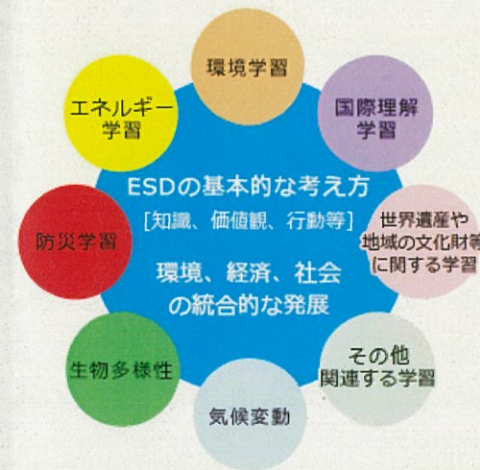 環境学習
エネルギー
学習
国際理解
学習
ESDの基本的な考え方
[知識、価値観、行動等]
環境、経済、社会
の統合的な発展
防災学習
世界遺産や
地域の文化財等
に関する学習
生物多様性
その他
関連する学習
気候変動